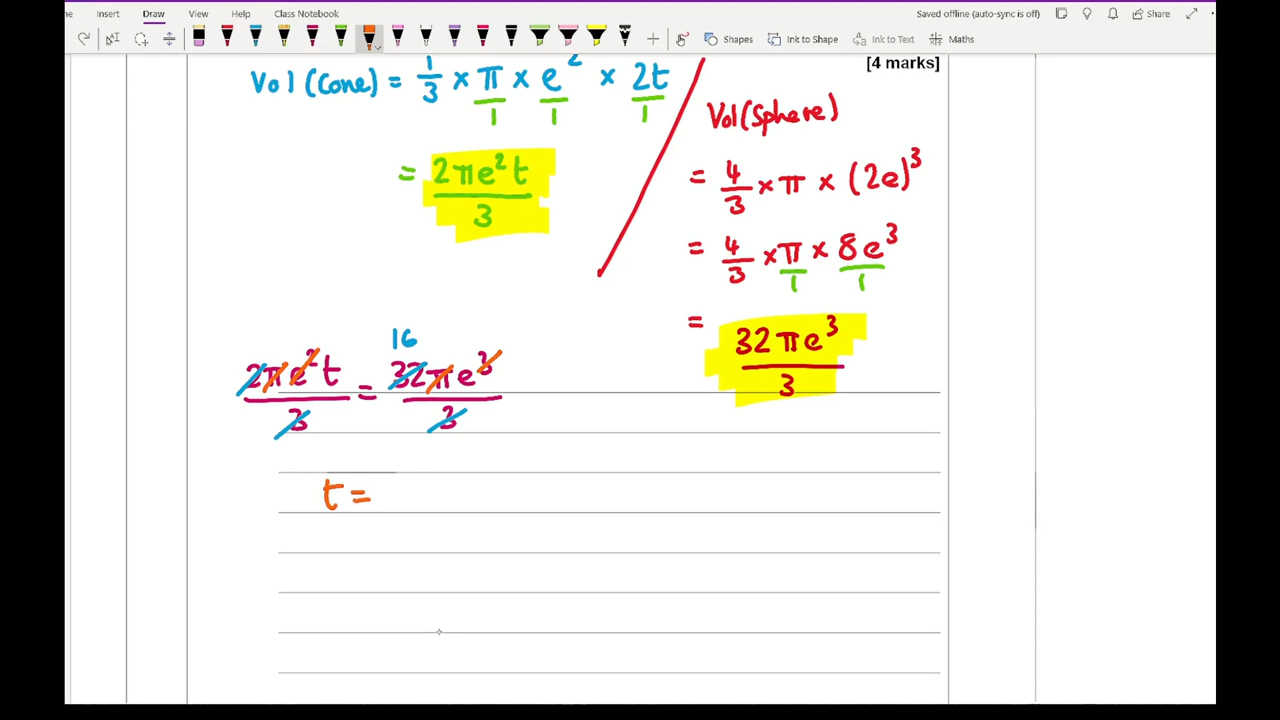 Insert Draw View Help Class Notebook Saved offline (auto-sync is off) Share
Shapes Ink to Shape Ink to Text Maths
[4 marks]
Vol (Cone) = 1/3 × π × e² × 2t
1 1 1
= 2πe²t/3
Vol (Sphere)
= 4/3 × π × (2e)³
= 4/3 × π × 8e³
1 1
= 32πe³/3
16
2πe²t/3 = 32πe³/3
t =